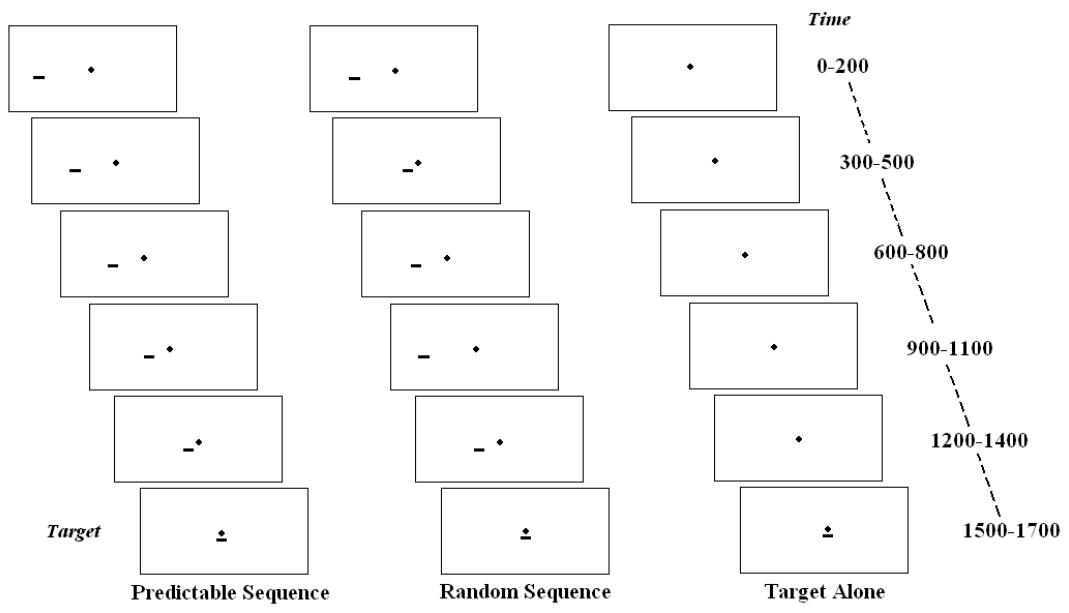 Time
0-200
300-500
600-800
900-1100
1200-1400
1500-1700
Target
Predictable Sequence
Random Sequence
Target Alone